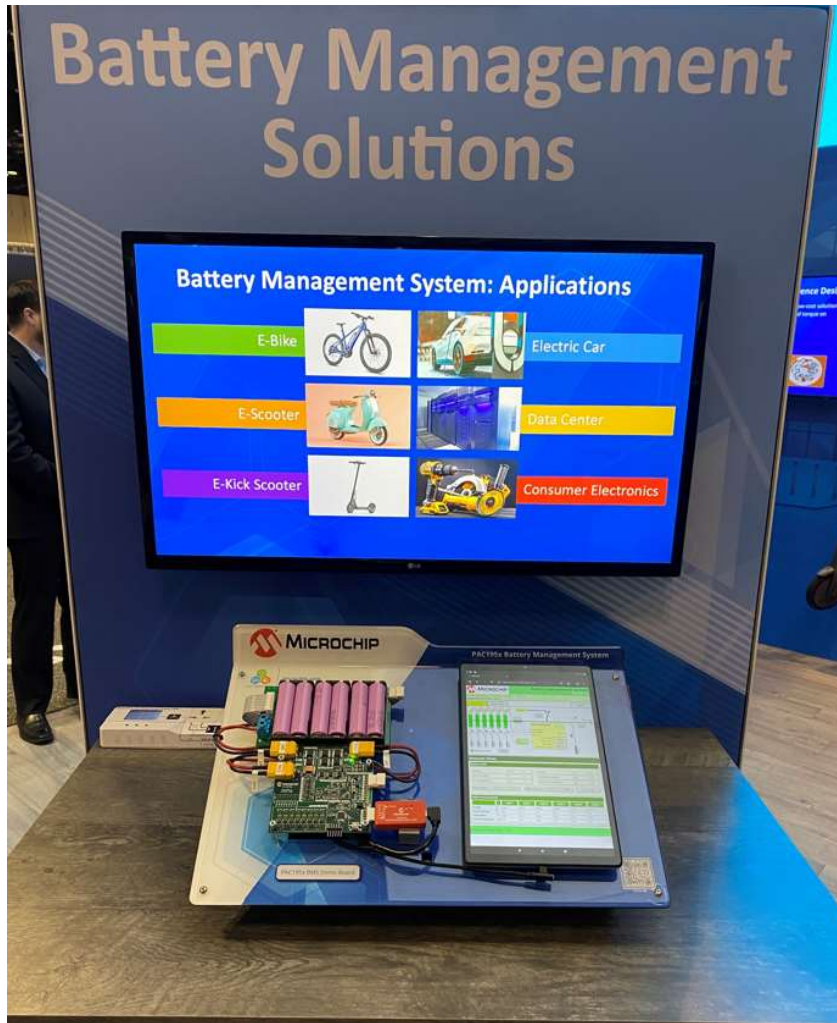 Battery Management
Solutions
Battery Management System: Applications
E-Bike
Electric Car
E-Scooter
Data Center
E-Kick Scooter
Consumer Electronics
LG
MICROCHIP
PAC195x Battery Management System
MICROCHIP
PAC195x BMS Demo Board